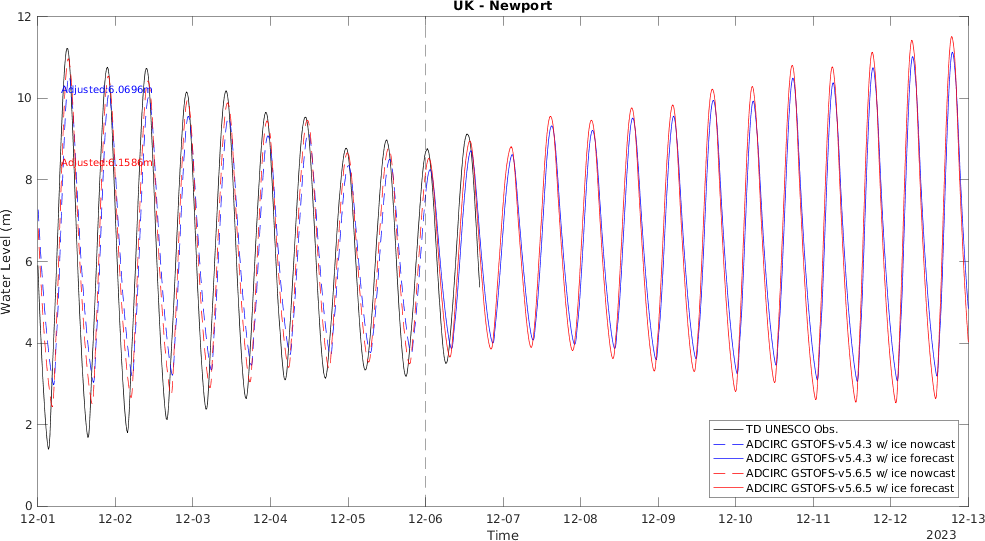 UK - Newport
12
10
8
6
4
2
0
Water Level (m)
Adjusted:6.0696m
Adjusted:6.1586m
TD UNESCO Obs.
ADCIRC GSTOFS-v5.4.3 w/ ice nowcast
ADCIRC GSTOFS-v5.4.3 w/ ice forecast
ADCIRC GSTOFS-v5.6.5 w/ ice nowcast
ADCIRC GSTOFS-v5.6.5 w/ ice forecast
12-01 12-02 12-03 12-04 12-05 12-06 12-07 12-08 12-09 12-10 12-11 12-12 12-13
Time
2023